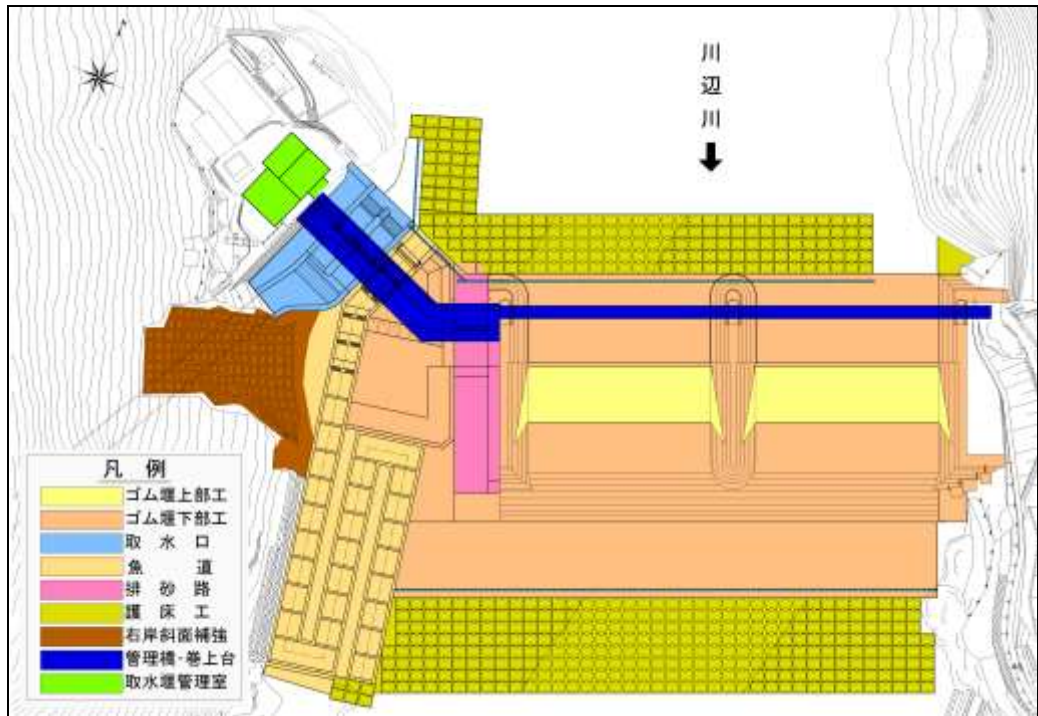 川辺川
凡 例
ゴム堰上部工
ゴム堰下部工
取 水 口
魚 道
排 砂 路
護 床 工
右岸斜面補強
管理橋・巻上台
取水堰管理室